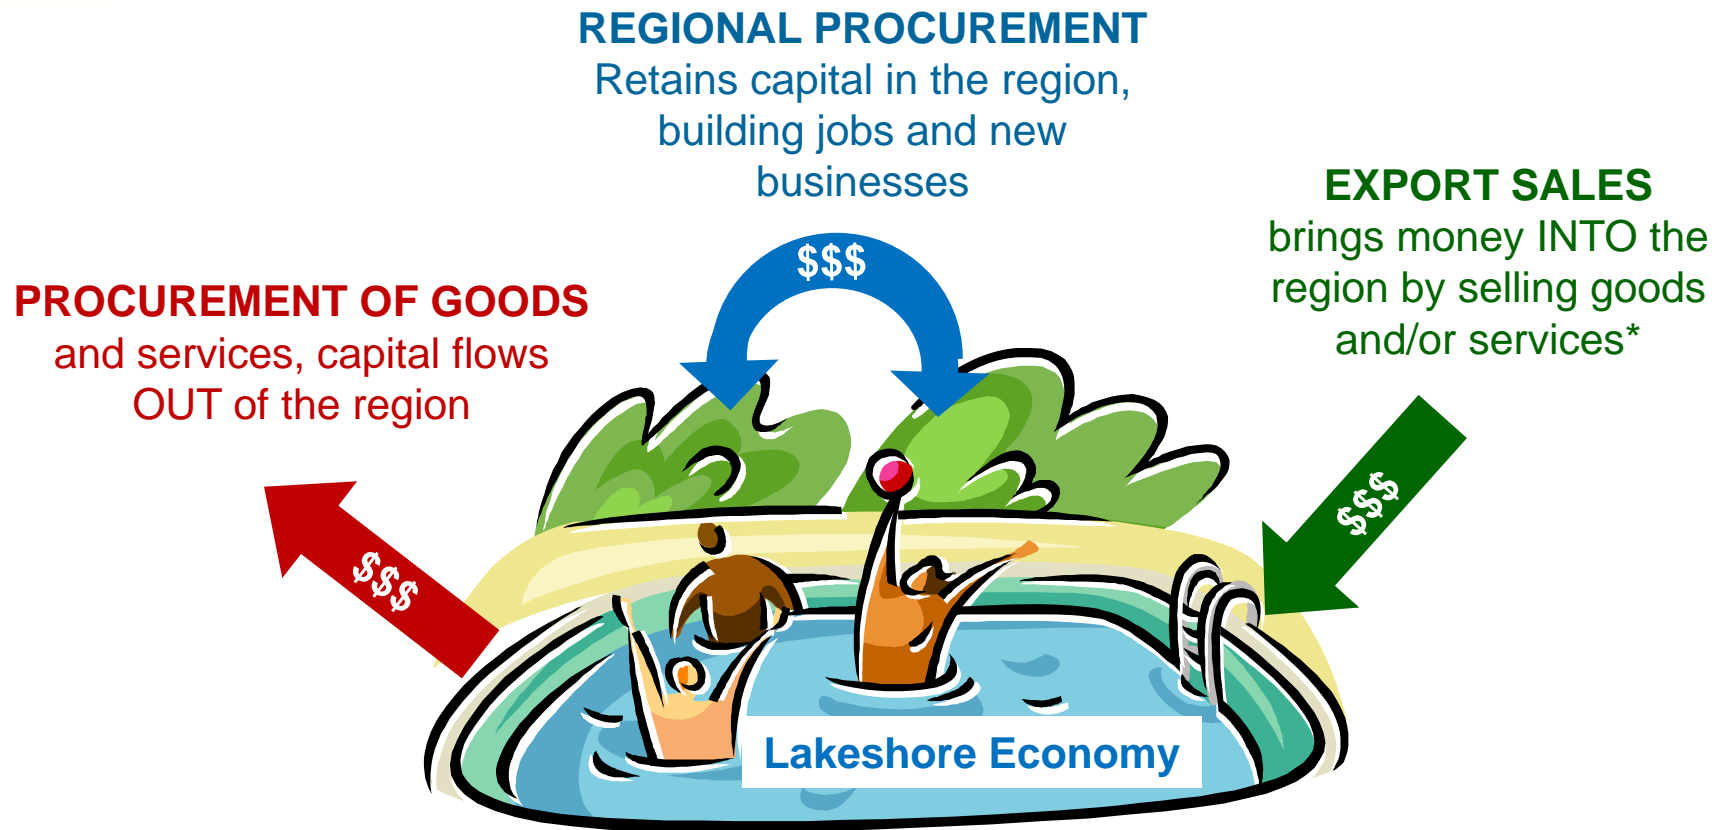 REGIONAL PROCUREMENT
Retains capital in the region,
building jobs and new
businesses
EXPORT SALES
brings money INTO the
region by selling goods
and/or services*
PROCUREMENT OF GOODS
and services, capital flows
OUT of the region
$$$
$$$
$$$
Lakeshore Economy